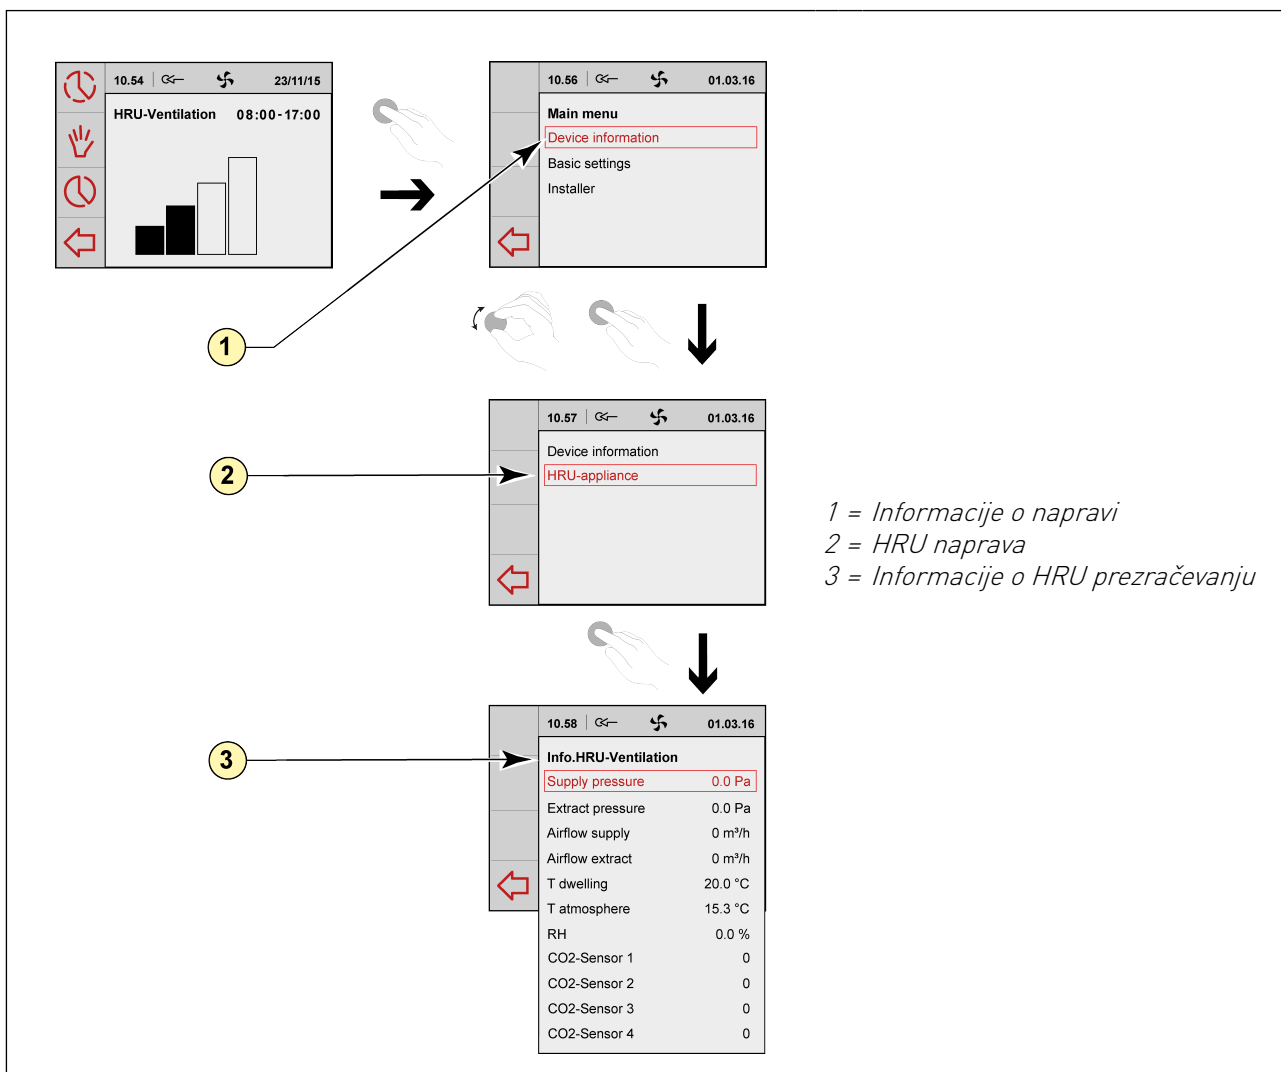 10.54 23/11/15
HRU-Ventilation 08:00-17:00
10.56 01.03.16
Main menu
Device information
Basic settings
Installer
1
10.57 01.03.16
Device information
HRU-appliance
2
1 = Informacije o napravi
2 = HRU naprava
3 = Informacije o HRU prezračevanju
10.58 01.03.16
3
Info.HRU-Ventilation
Supply pressure 0.0 Pa
Extract pressure 0.0 Pa
Airflow supply 0 m³/h
Airflow extract 0 m³/h
T dwelling 20.0 °C
T atmosphere 15.3 °C
RH 0.0 %
CO2-Sensor 1 0
CO2-Sensor 2 0
CO2-Sensor 3 0
CO2-Sensor 4 0